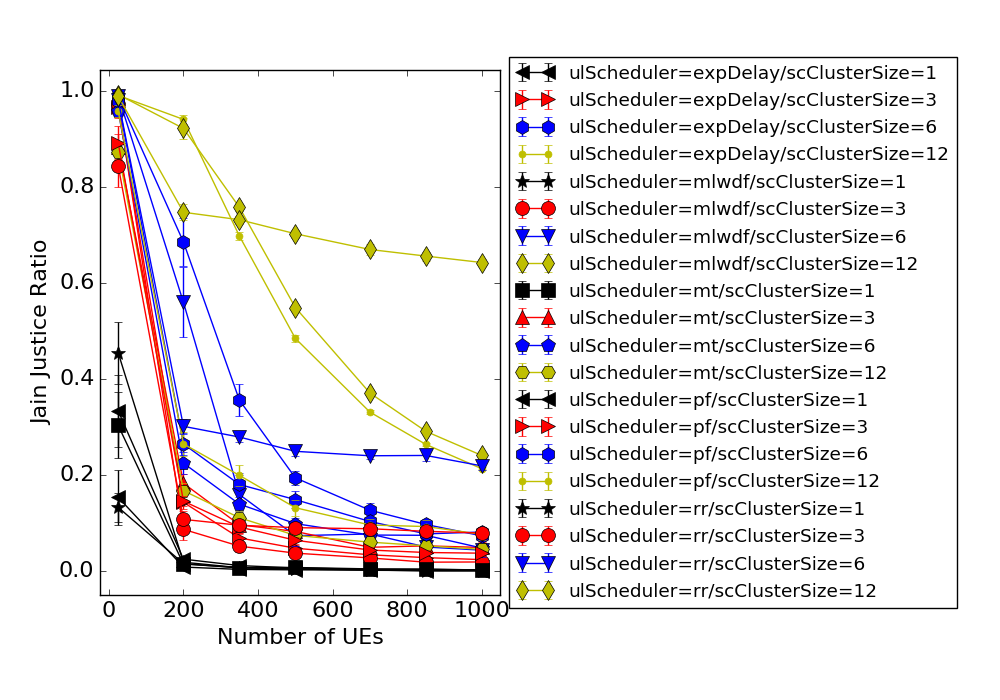 1.0
0.8
0.6
0.4
0.2
0.0
Jain Justice Ratio
0 200 400 600 800 1000
Number of UEs
ulScheduler=expDelay/scClusterSize=1
ulScheduler=expDelay/scClusterSize=3
ulScheduler=expDelay/scClusterSize=6
ulScheduler=expDelay/scClusterSize=12
ulScheduler=mlwdf/scClusterSize=1
ulScheduler=mlwdf/scClusterSize=3
ulScheduler=mlwdf/scClusterSize=6
ulScheduler=mlwdf/scClusterSize=12
ulScheduler=mt/scClusterSize=1
ulScheduler=mt/scClusterSize=3
ulScheduler=mt/scClusterSize=6
ulScheduler=mt/scClusterSize=12
ulScheduler=pf/scClusterSize=1
ulScheduler=pf/scClusterSize=3
ulScheduler=pf/scClusterSize=6
ulScheduler=pf/scClusterSize=12
ulScheduler=rr/scClusterSize=1
ulScheduler=rr/scClusterSize=3
ulScheduler=rr/scClusterSize=6
ulScheduler=rr/scClusterSize=12